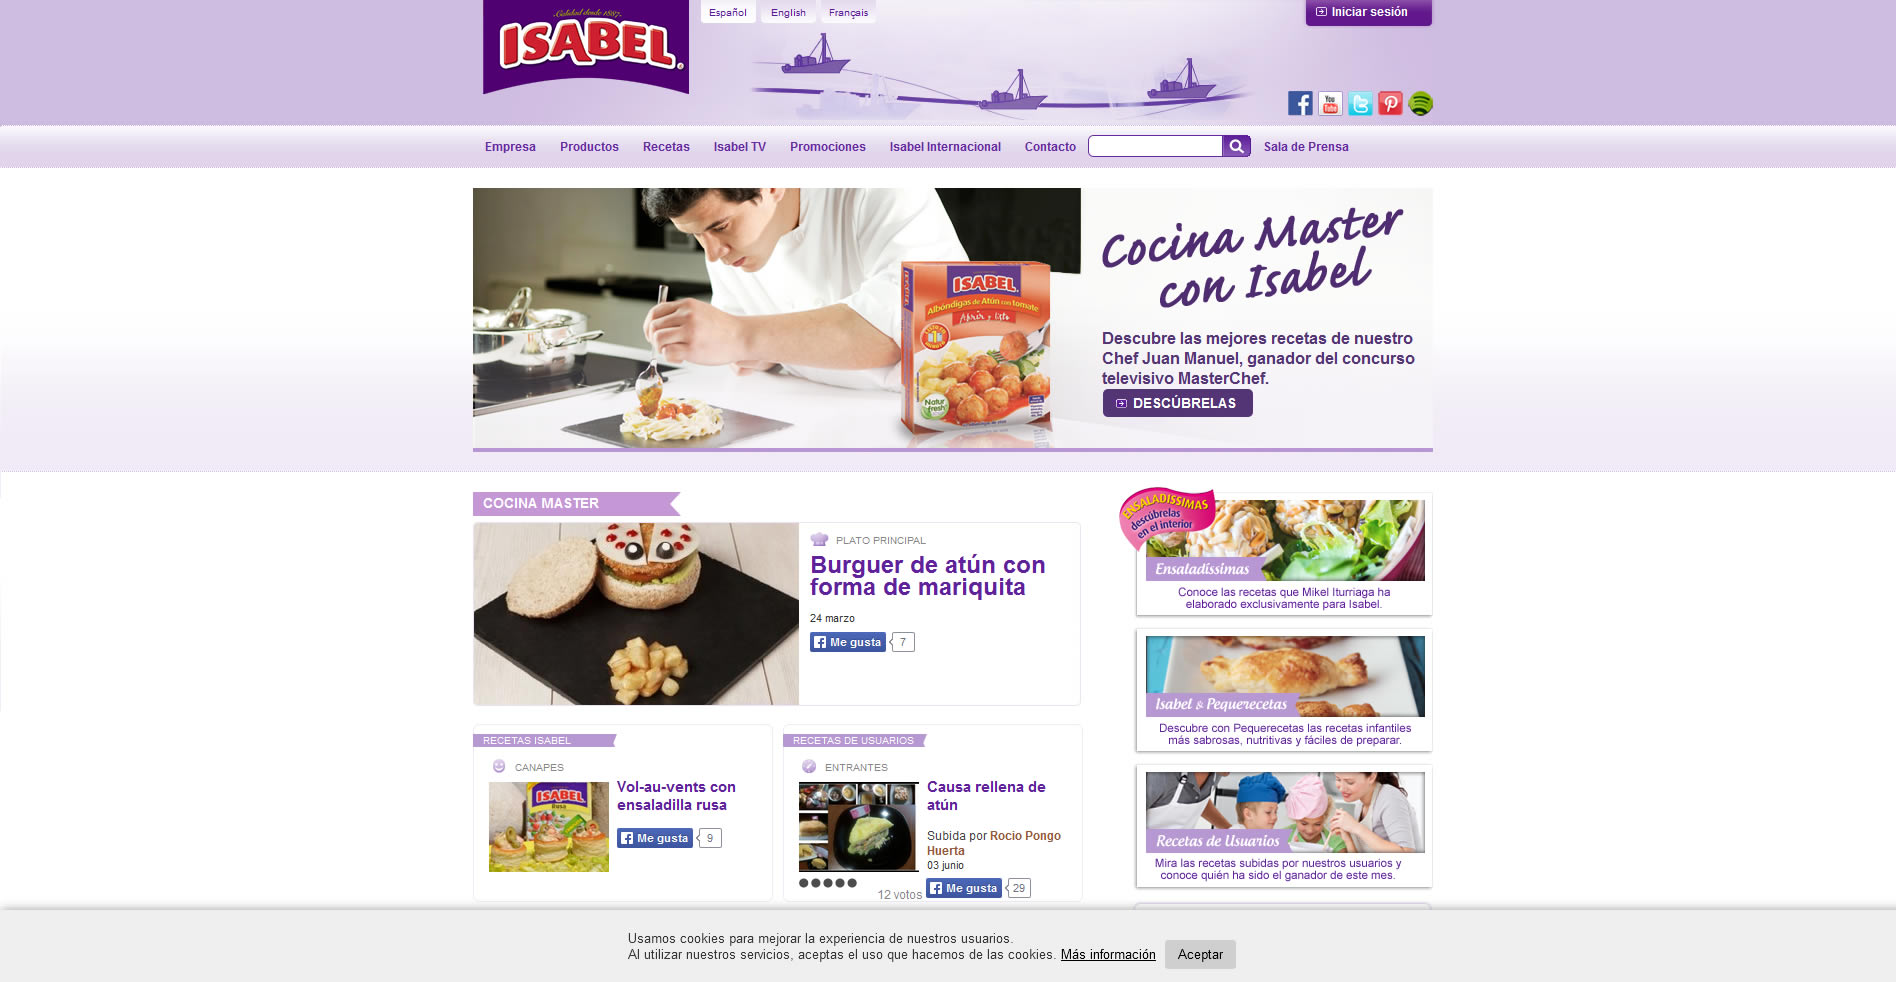 Calidad desde 1887
ISABEL
Español
English
Français
Iniciar sesión
Empresa
Productos
Recetas
Isabel TV
Promociones
Isabel Internacional
Contacto
Sala de Prensa
Cocina Master
con Isabel
Descubre las mejores recetas de nuestro
Chef Juan Manuel, ganador del concurso
televisivo MasterChef.
DESCÚBRELAS
ISABEL
Albóndigas de Atún con tomate
Abrir y listo
Natur
fresh
COCINA MASTER
PLATO PRINCIPAL
Burguer de atún con
forma de mariquita
24 marzo
Me gusta
7
RECETAS ISABEL
CANAPES
ISABEL
Rusa
Vol-au-vents con
ensaladilla rusa
Me gusta
9
RECETAS DE USUARIOS
ENTRANTES
Causa rellena de
atún
Subida por Rocio Pongo
Huerta
03 junio
12 votos
Me gusta
29
ENSALADISSIMAS
descúbrelas
en el interior
Ensaladíssimas
Conoce las recetas que Mikel Iturriaga ha
elaborado exclusivamente para Isabel.
Isabel & Pequerecetas
Descubre con Pequerecetas las recetas infantiles
más sabrosas, nutritivas y fáciles de preparar.
Recetas de Usuarios
Mira las recetas subidas por nuestros usuarios y
conoce quién ha sido el ganador de este mes.
Usamos cookies para mejorar la experiencia de nuestros usuarios.
Al utilizar nuestros servicios, aceptas el uso que hacemos de las cookies. Más información
Aceptar